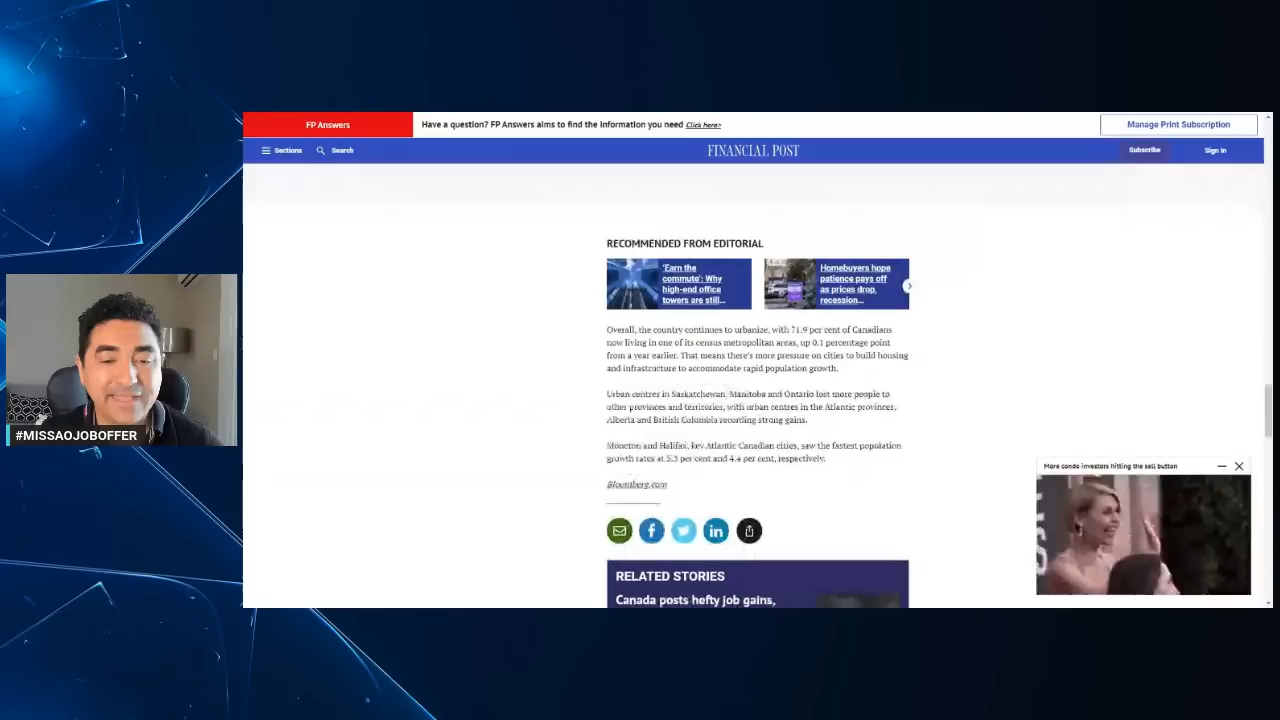 FP Answers
Have a question? FP Answers aims to find the information you need Click here>
Manage Print Subscription
Sections
Search
FINANCIAL POST
Subscribe
Sign In
RECOMMENDED FROM EDITORIAL
'Earn the
commute': Why
high-end office
towers are still...
Homebuyers hope
patience pays off
as prices drop,
recession...
Overall, the country continues to urbanize, with 71.9 per cent of Canadians
now living in one of its census metropolitan areas, up 0.1 percentage point
from a year earlier. That means there's more pressure on cities to build housing
and infrastructure to accommodate rapid population growth.
Urban centres in Saskatchewan, Manitoba and Ontario lost more people to
other provinces and territories, with urban centres in the Atlantic provinces,
Alberta and British Columbia recording strong gains.
Moncton and Halifax, key Atlantic Canadian cities, saw the fastest population
growth rates at 5.3 per cent and 4.4 per cent, respectively.
Bloomberg.com
RELATED STORIES
Canada posts hefty job gains,
More condo investors hitting the sell button
#MISSAOJOBOFFER